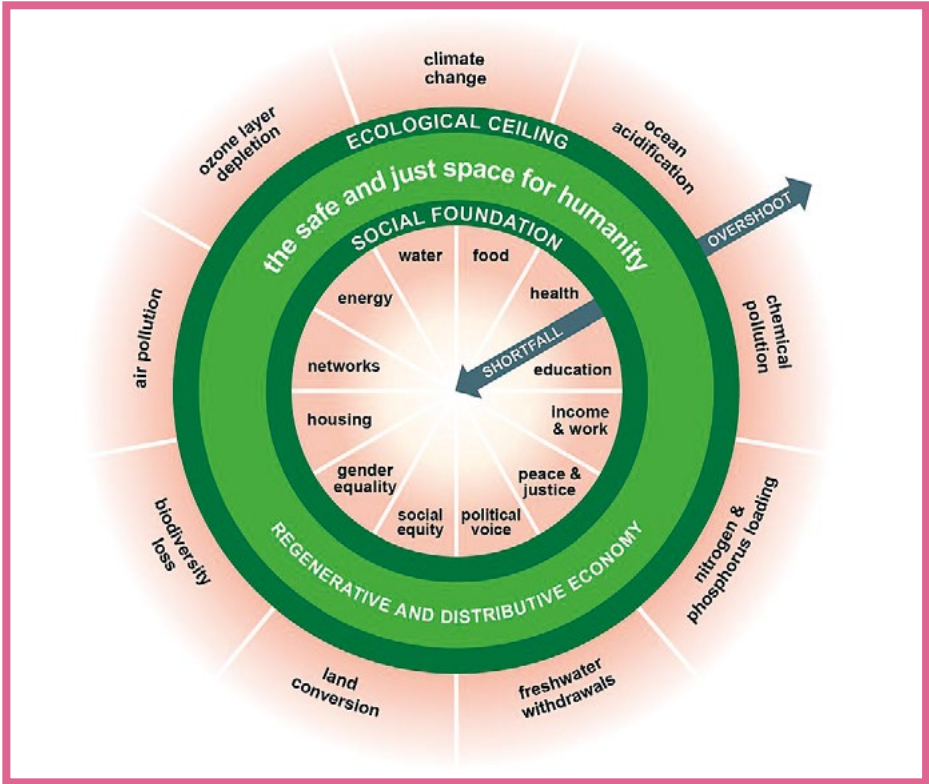 climate
change
ozone layer
depletion
ocean
acidification
ECOLOGICAL CEILING
OVERSHOOT
the safe and just space for humanity
SOCIAL FOUNDATION
water
food
energy
health
SHORTFALL
networks
education
housing
income
& work
gender
equality
peace &
justice
social
equity
political
voice
air pollution
chemical
pollution
REGENERATIVE AND DISTRIBUTIVE ECONOMY
biodiversity
loss
nitrogen &
phosphorus loading
land
conversion
freshwater
withdrawals